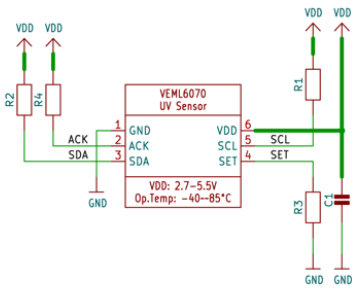 VDD VDD VDD VDD
R2 R4 R1
VEML6070
UV Sensor
1 GND VDD 6
ACK 2 ACK SCL 5 SCL
SDA 3 SDA SET 4 SET
VDD: 2.7-5.5V
Op.Temp: -40--85°C
R3 C1
GND GND GND